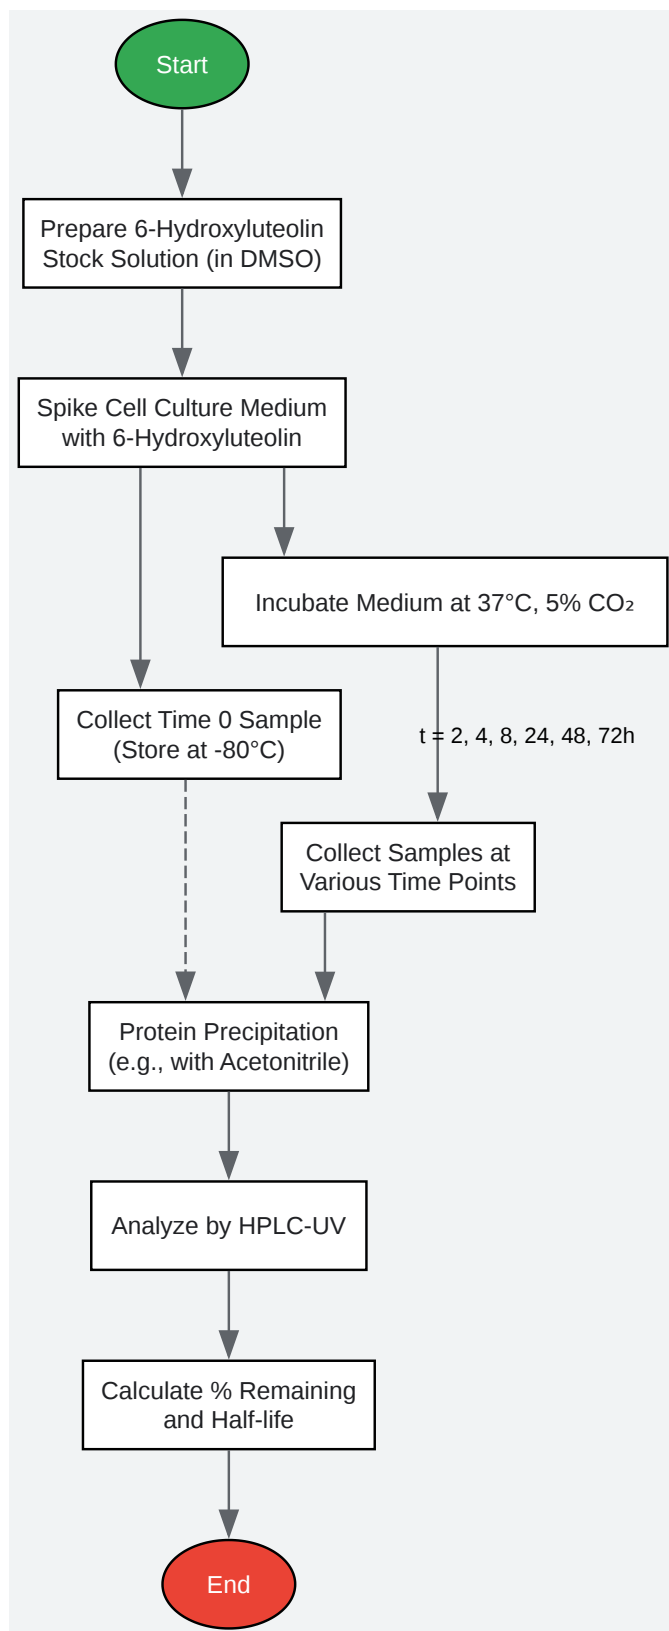 Start
Prepare 6-Hydroxyluteolin
Stock Solution (in DMSO)
Spike Cell Culture Medium
with 6-Hydroxyluteolin
Incubate Medium at 37°C, 5% CO₂
Collect Time 0 Sample
(Store at -80°C)
t = 2, 4, 8, 24, 48, 72h
Collect Samples at
Various Time Points
Protein Precipitation
(e.g., with Acetonitrile)
Analyze by HPLC-UV
Calculate % Remaining
and Half-life
End